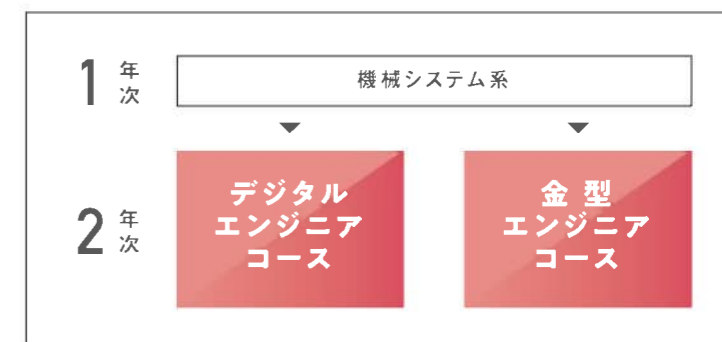 1年次
機械システム系
2年次
デジタル
エンジニア
コース
金型
エンジニア
コース